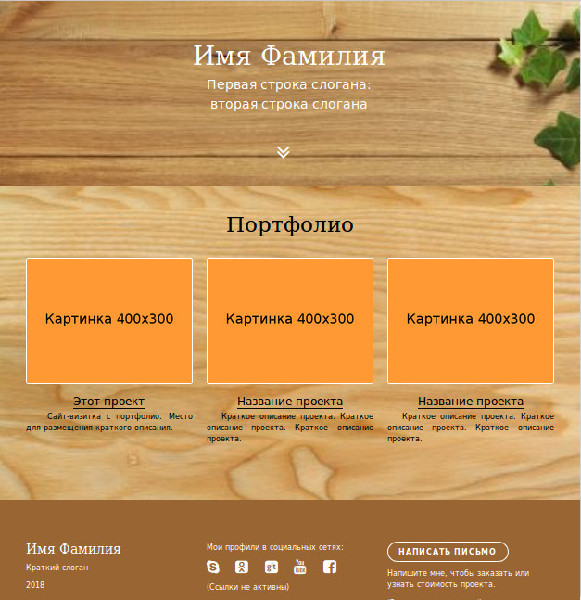 Имя Фамилия
Первая строка слогана:
вторая строка слогана
Портфолио
Картинка 400x300
Картинка 400x300
Картинка 400x300
Этот проект
Сайт-визитка с портфолио. Место
для размещения краткого описания.
Название проекта
Краткое описание проекта. Краткое
описание проекта. Краткое описание
проекта.
Название проекта
Краткое описание проекта. Краткое
описание проекта. Краткое описание
проекта.
Имя Фамилия
Краткий слоган
2018
Мои профили в социальных сетях:
(Ссылки не активны)
НАПИСАТЬ ПИСЬМО
Напишите мне, чтобы заказать или
узнать стоимость проекта.